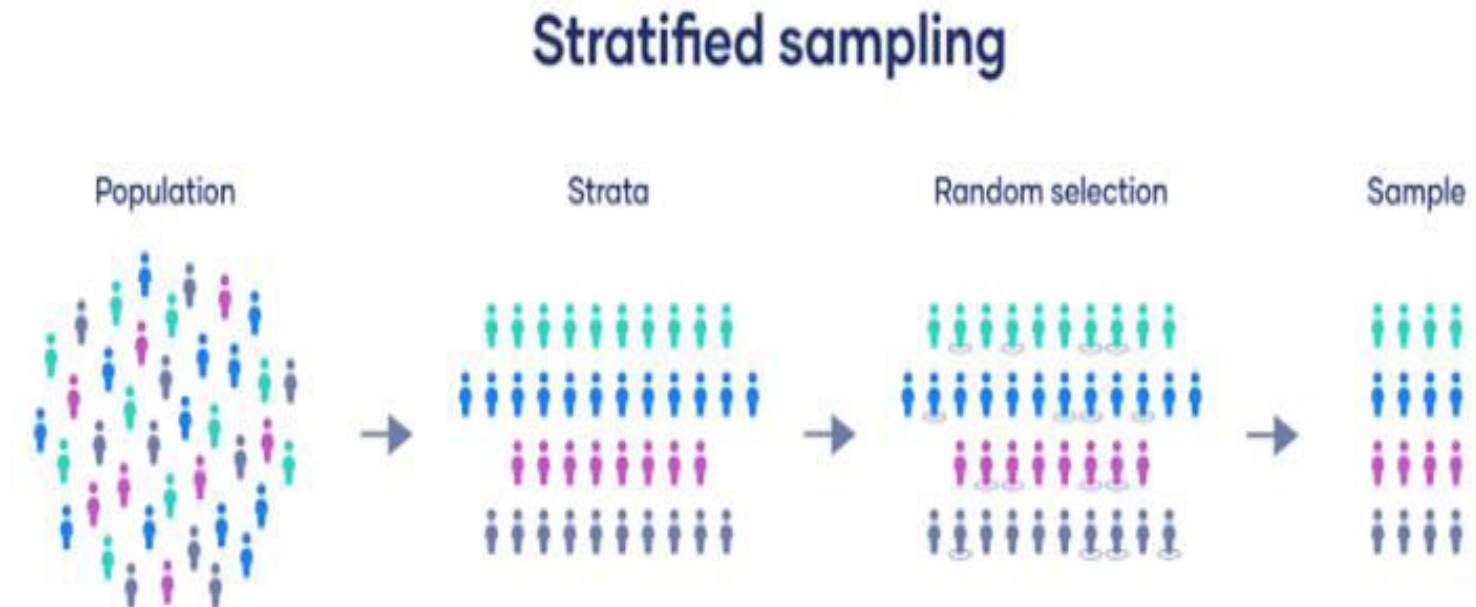 Stratified sampling
Population
Strata
Random selection
Sample